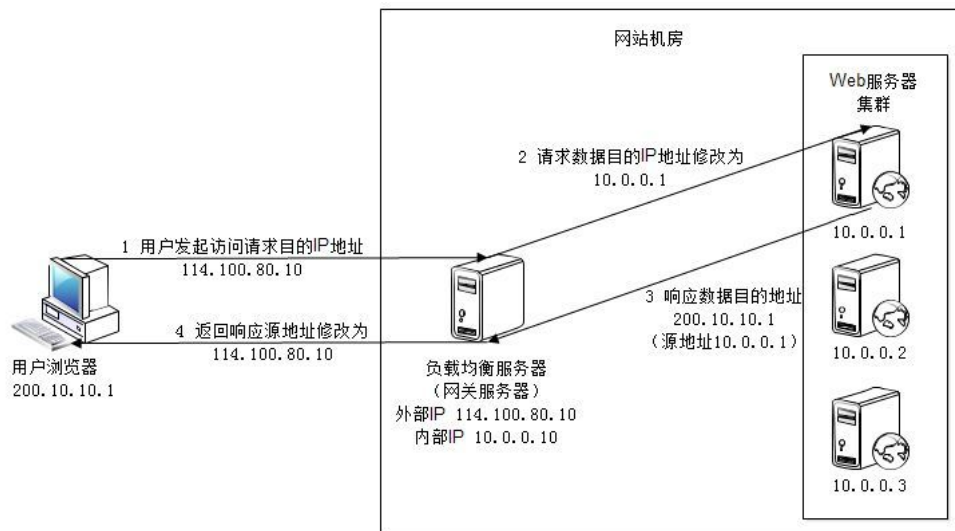 网站机房
Web服务器
集群
2 请求数据目的IP地址修改为
10.0.0.1
10.0.0.1
1 用户发起访问请求目的IP地址
114.100.80.10
3 响应数据目的地址
200.10.10.1
（源地址10.0.0.1）
4 返回响应源地址修改为
114.100.80.10
10.0.0.2
用户浏览器
200.10.10.1
负载均衡服务器
（网关服务器）
外部IP 114.100.80.10
内部IP 10.0.0.10
10.0.0.3